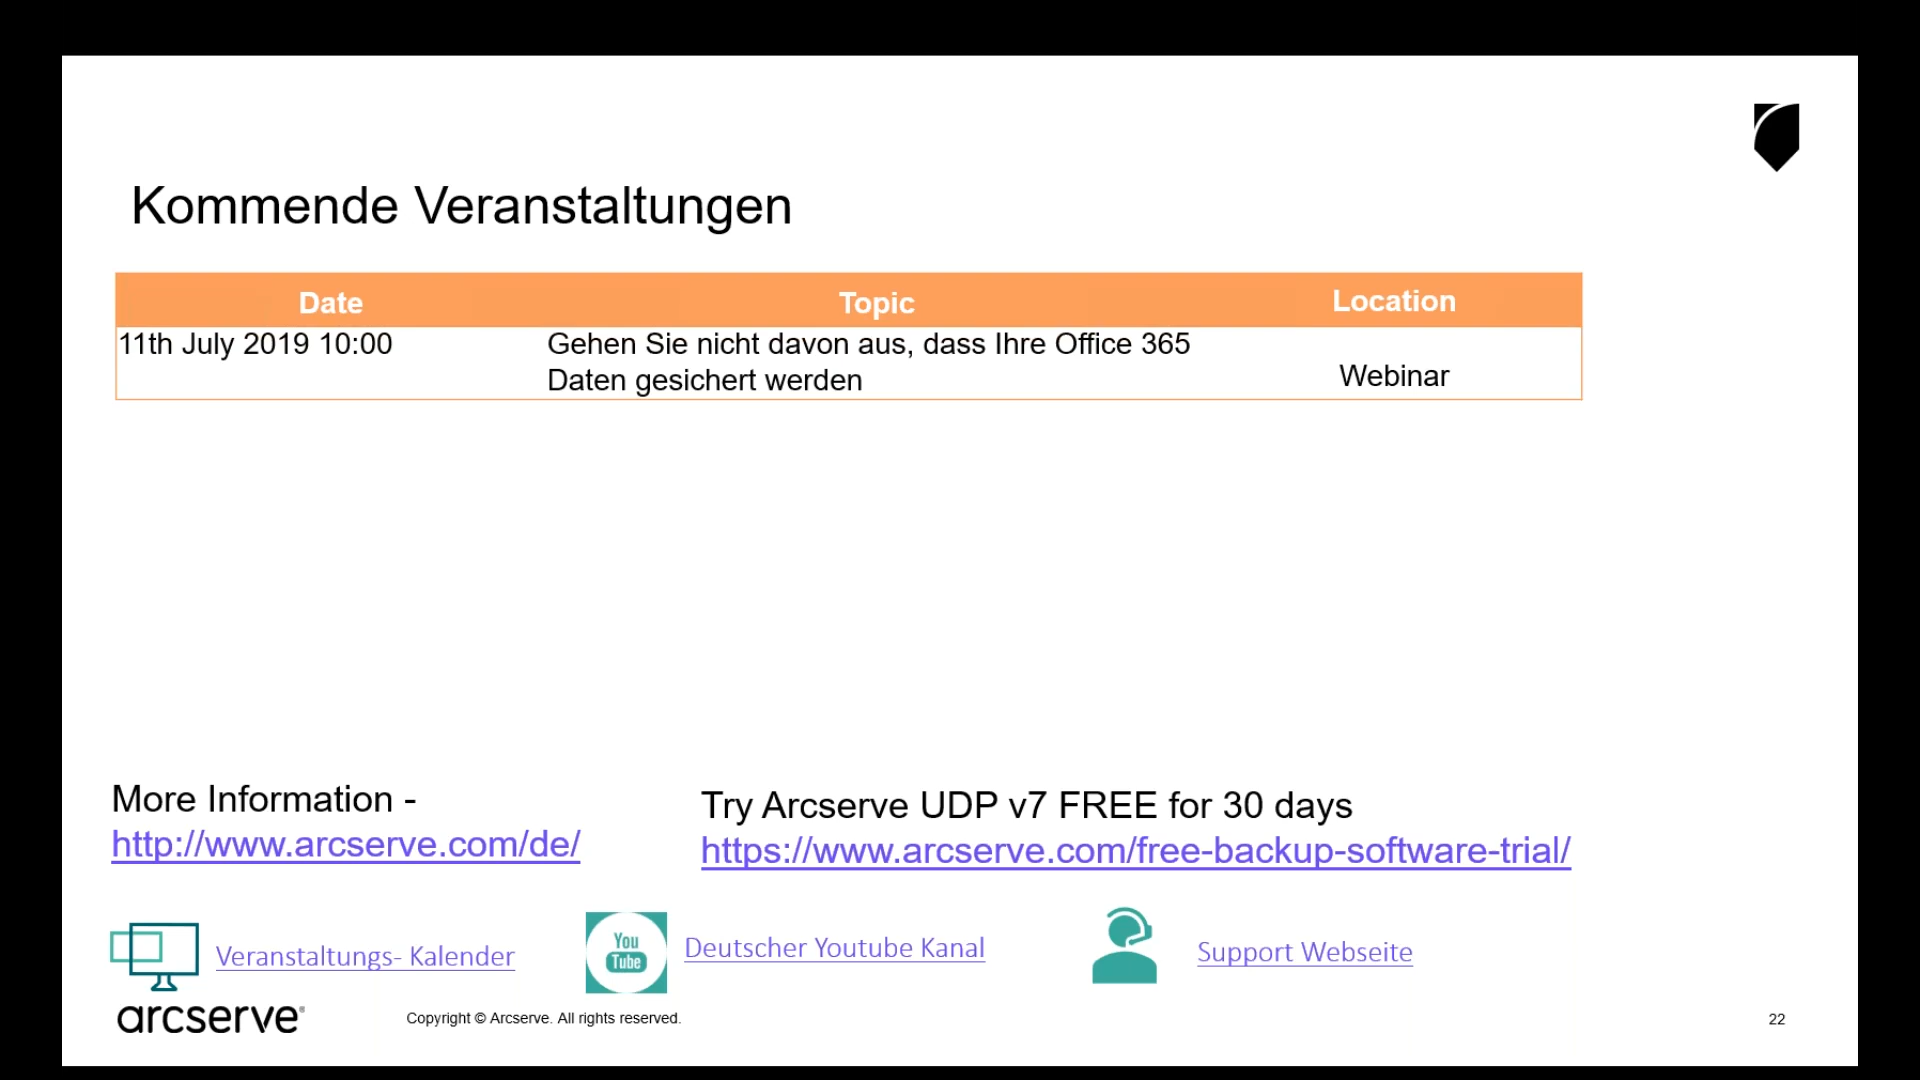 Kommende Veranstaltungen
Date Topic Location
11th July 2019 10:00 Gehen Sie nicht davon aus, dass Ihre Office 365
Daten gesichert werden
Webinar
More Information -
http://www.arcserve.com/de/
Try Arcserve UDP v7 FREE for 30 days
https://www.arcserve.com/free-backup-software-trial/
Veranstaltungs- Kalender
You
Tube
Deutscher Youtube Kanal
Support Webseite
arcserve®
Copyright © Arcserve. All rights reserved.
22